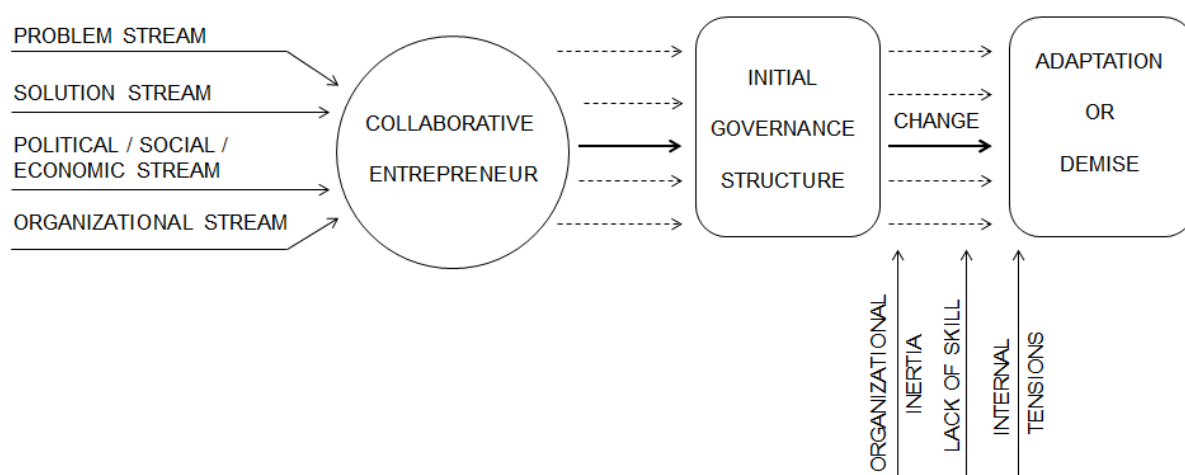 PROBLEM STREAM
SOLUTION STREAM
POLITICAL / SOCIAL /
ECONOMIC STREAM
ORGANIZATIONAL STREAM
COLLABORATIVE
ENTREPRENEUR
INITIAL
GOVERNANCE
STRUCTURE
CHANGE
ADAPTATION
OR
DEMISE
ORGANIZATIONAL
INERTIA
LACK OF SKILL
INTERNAL
TENSIONS